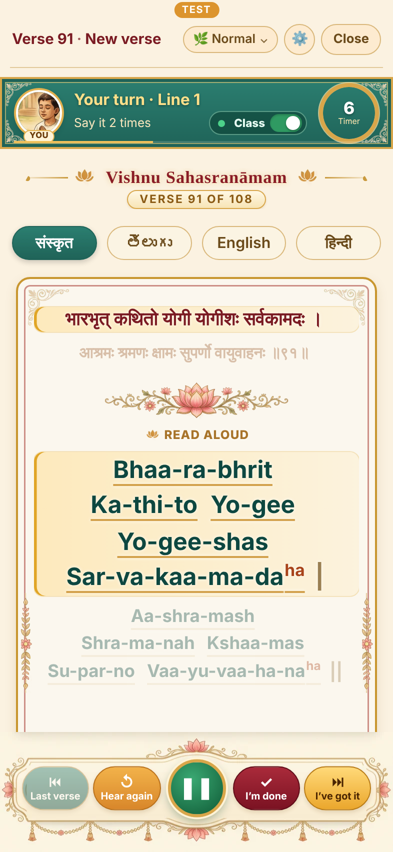 TEST
Verse 91 · New verse
Normal
Close
Your turn · Line 1
Say it 2 times
Class
YOU
6
Timer
Vishnu Sahasranāmam
VERSE 91 OF 108
संस्कृत
తెలుగు
English
हिन्दी
भारभृत् कथितो योगी योगीशः सर्वकामदः ।
आश्रमः श्रमणः क्षामः सुपर्णो वायुवाहनः ॥९१॥
READ ALOUD
Bhaa-ra-bhrit
Ka-thi-to Yo-gee
Yo-gee-shas
Sar-va-kaa-ma-daha |
Aa-shra-mash
Shra-ma-nah Kshaa-mas
Su-par-no Vaa-yu-vaa-ha-naha ||
Last verse
Hear again
I'm done
I've got it